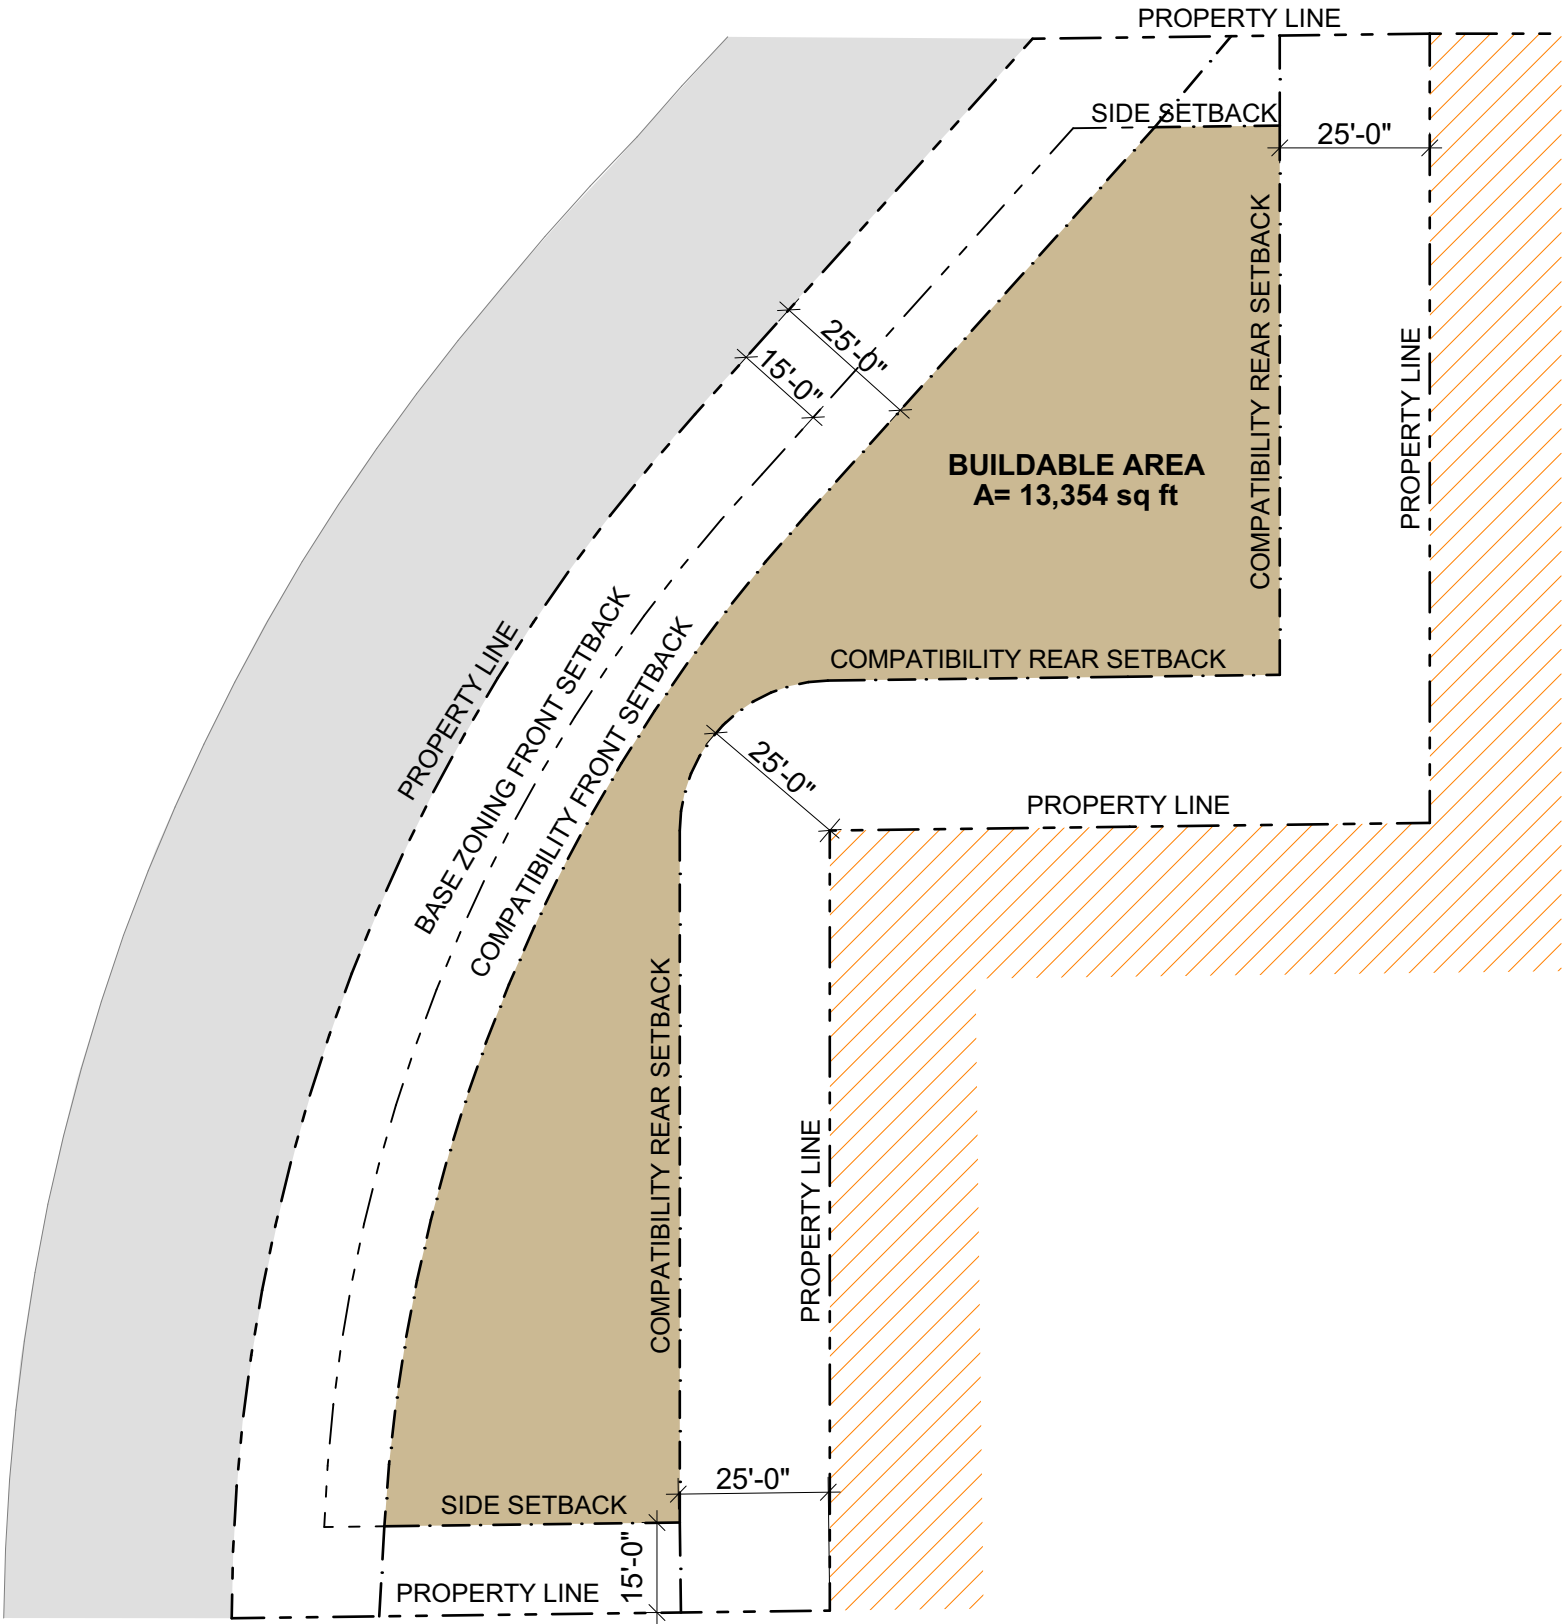 PROPERTY LINE
SIDE SETBACK
25'-0"
COMPATIBILITY REAR SETBACK
PROPERTY LINE
25'-0"
15'-0"
BUILDABLE AREA
A= 13,354 sq ft
PROPERTY LINE
BASE ZONING FRONT SETBACK
COMPATIBILITY FRONT SETBACK
COMPATIBILITY REAR SETBACK
25'-0"
PROPERTY LINE
COMPATIBILITY REAR SETBACK
PROPERTY LINE
25'-0"
SIDE SETBACK
15'-0"
PROPERTY LINE